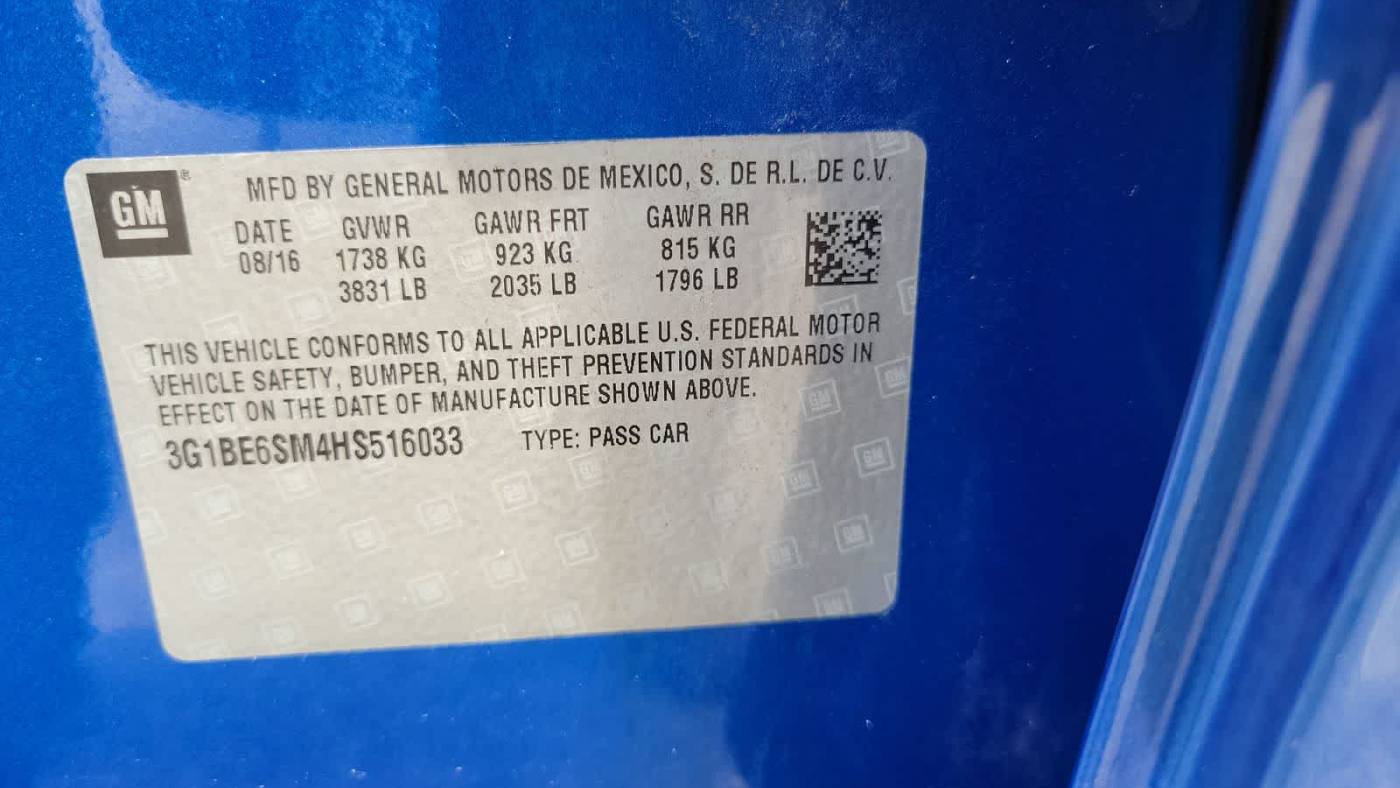 GM ® MFD BY GENERAL MOTORS DE MEXICO, S. DE R.L. DE C.V.
DATE GVWR GAWR FRT GAWR RR
08/16 1738 KG 923 KG 815 KG
3831 LB 2035 LB 1796 LB
THIS VEHICLE CONFORMS TO ALL APPLICABLE U.S. FEDERAL MOTOR
VEHICLE SAFETY, BUMPER, AND THEFT PREVENTION STANDARDS IN
EFFECT ON THE DATE OF MANUFACTURE SHOWN ABOVE.
3G1BE6SM4HS516033 TYPE: PASS CAR